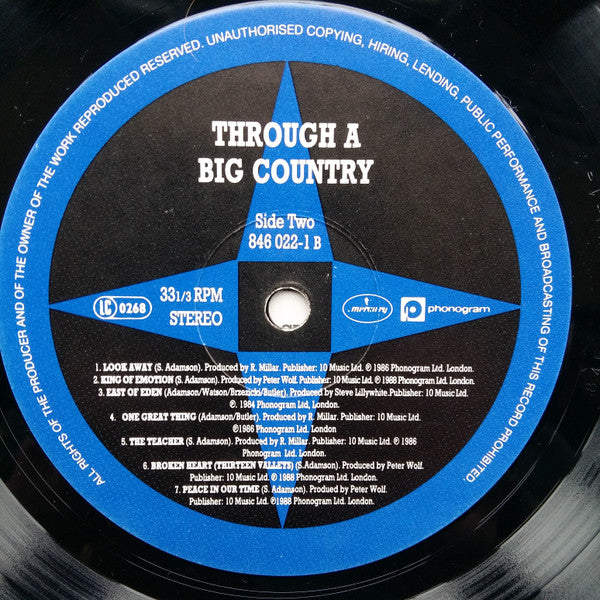 ALL RIGHTS OF THE PRODUCER AND OF THE OWNER OF THE WORK REPRODUCED RESERVED. UNAUTHORISED COPYING, HIRING, LENDING, PUBLIC PERFORMANCE AND BROADCASTING OF THIS RECORD PROHIBITED
THROUGH A
BIG COUNTRY
Side Two
846 022-1 B
LC 0268
33 1/3 RPM
STEREO
mercury
phonogram
1. LOOK AWAY (S. Adamson). Produced by R. Millar. Publisher: 10 Music Ltd. ℗ 1986 Phonogram Ltd. London.
2. KING OF EMOTION (S. Adamson). Produced by Peter Wolf. Publisher: 10 Music Ltd. ℗ 1988 Phonogram Ltd. London.
3. EAST OF EDEN (Adamson/Watson/Brzezicks/Butler). Produced by Steve Lillywhite.Publisher: 10 Music Ltd.
℗. 1984 Phonogram Ltd, London.
4. ONE GREAT THING (Adamson/Butler). Produced by R. Millar.Publisher: 10 Music Ltd.
℗1986 Phonogram Ltd. London.
5. THE TEACHER (S. Adamson). Produced by R. Millar. Publisher: 10 Music Ltd. ℗ 1986
Phonogram Ltd. London.
6. BROKEN HEART (THIRTEEN VALLEYS) (S.Adamson). Produced by Peter Wolf.
Publisher: 10 Music Ltd. ℗ 1988 Phonogram Ltd. London.
7. PEACE IN OUR TIME (S. Adamson). Produed by Peter Wolf.
Publisher: 10 Music Ltd. ℗1988 Phonogram Ltd. London.